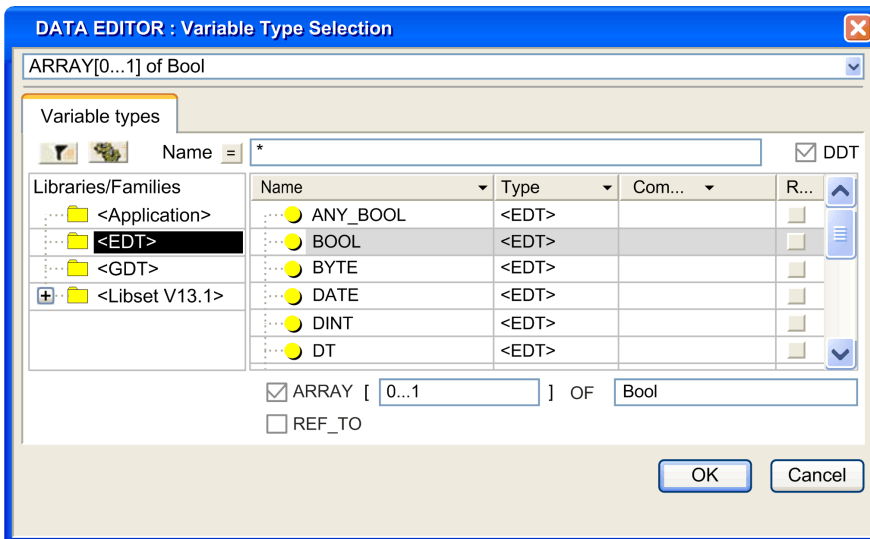 DATA EDITOR : Variable Type Selection
ARRAY[0...1] of Bool
Variable types
Name = * DDT
Libraries/Families Name Type Com... R...
<Application> ANY_BOOL <EDT>
<EDT> BOOL <EDT>
<GDT> BYTE <EDT>
<Libset V13.1> DATE <EDT>
DINT <EDT>
DT <EDT>
ARRAY [ 0...1 ] OF Bool
REF_TO
OK Cancel